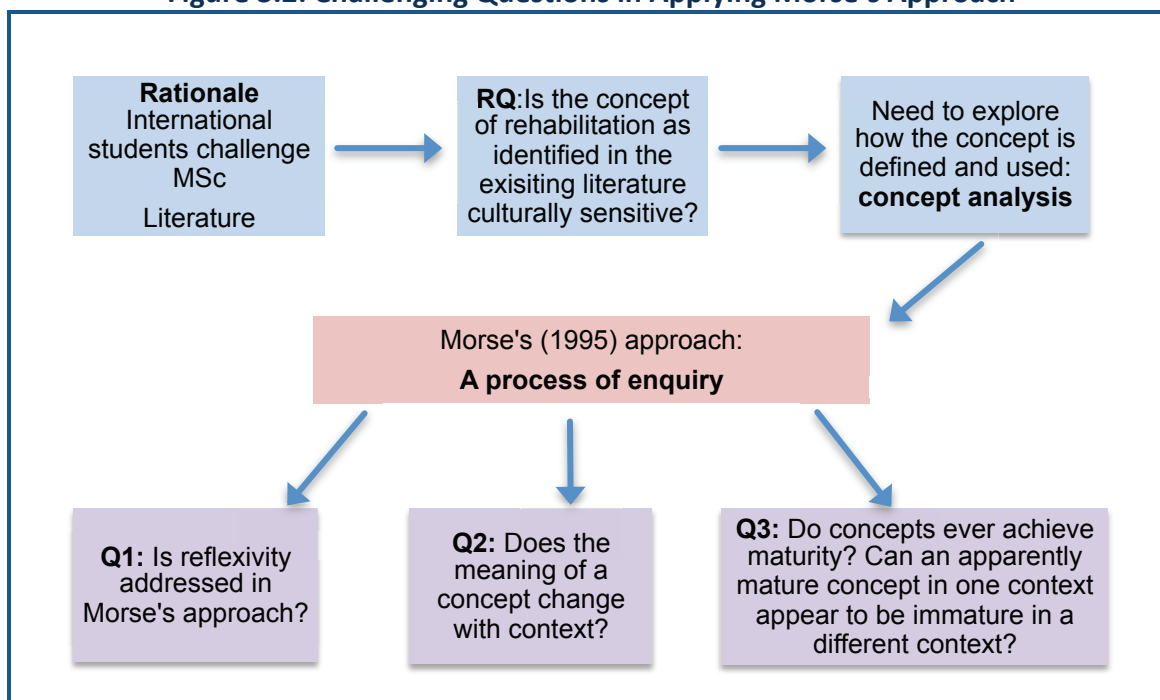 Figure 3.2: Challenging Questions in Applying Morse's Approach
Rationale
International
students challenge
MSc
Literature
RQ:Is the concept
of rehabilitation as
identified in the
exisiting literature
culturally sensitive?
Need to explore
how the concept is
defined and used:
concept analysis
Morse's (1995) approach:
A process of enquiry
Q1: Is reflexivity
addressed in
Morse's approach?
Q2: Does the
meaning of a
concept change
with context?
Q3: Do concepts ever achieve
maturity? Can an apparently
mature concept in one context
appear to be immature in a
different context?